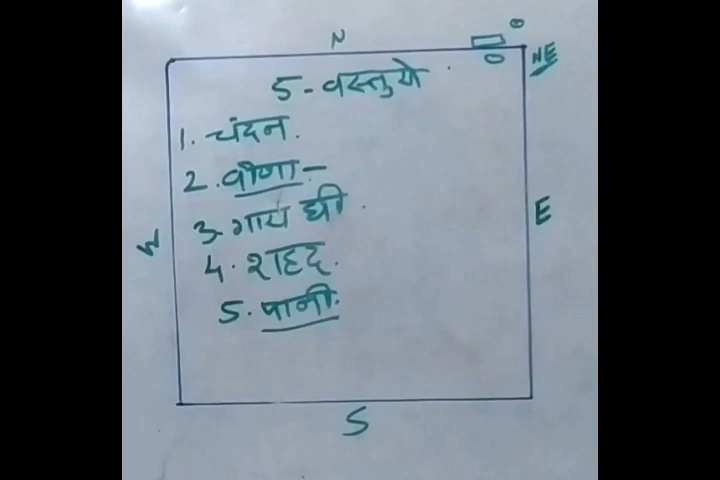 N
NE
5-वस्तुये
1. चंदन.
2. वीणा -
3. गाय घी.
W
E
4. शहद.
5. पानी.
S